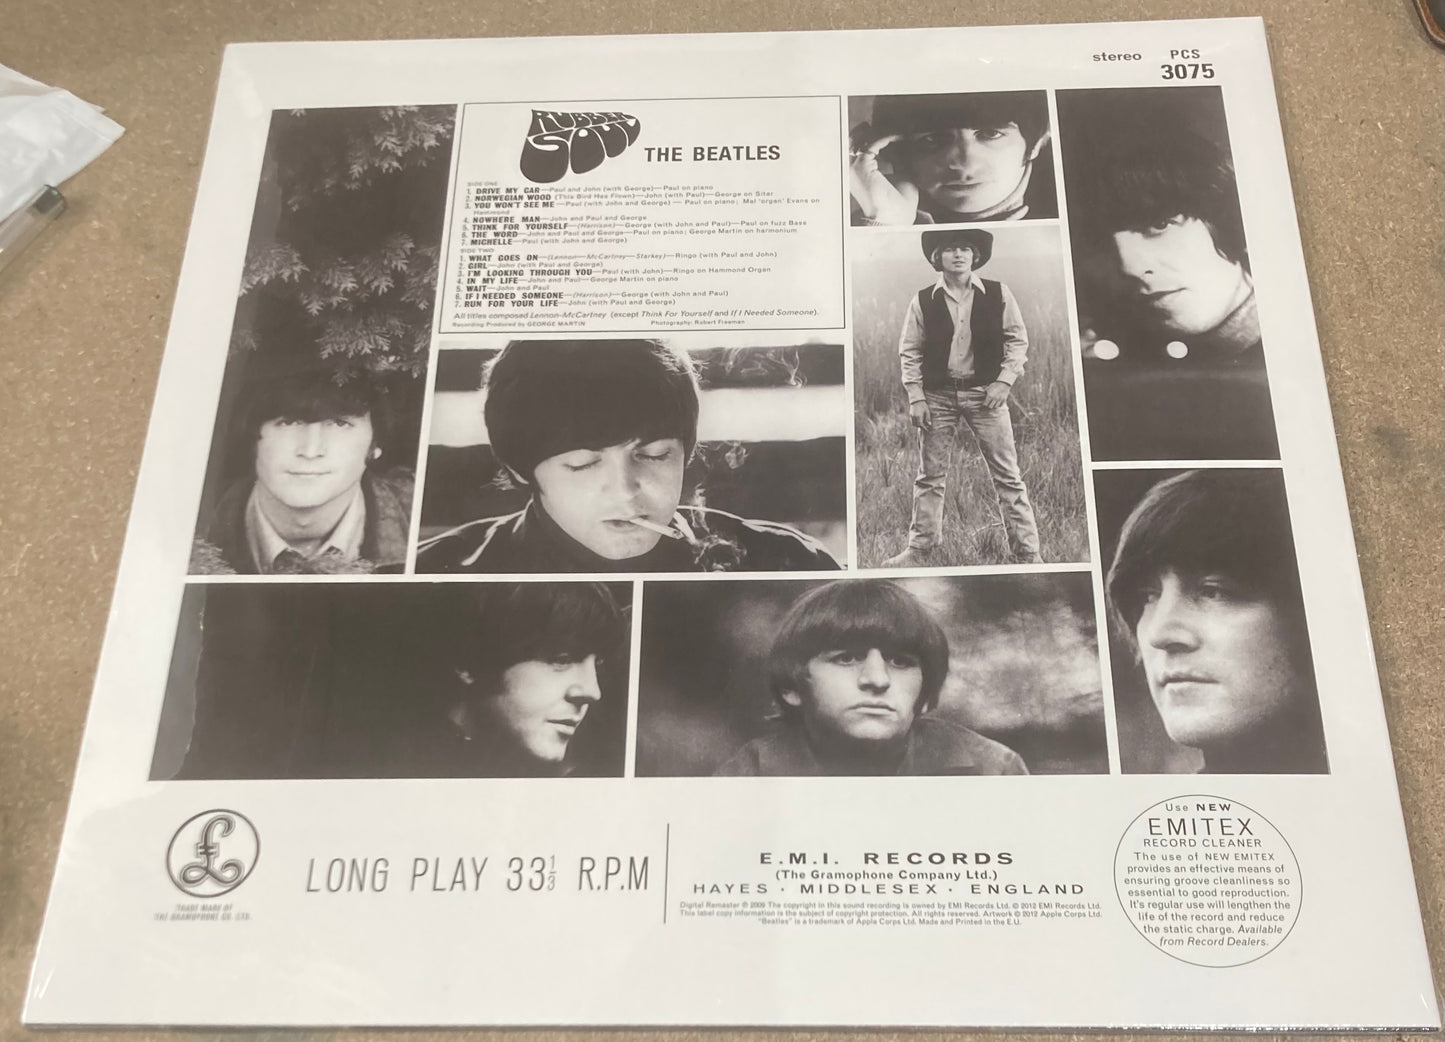 stereo PCS
3075
RUBBER
SOUL
THE BEATLES
SIDE ONE
1. DRIVE MY CAR—Paul and John (with George)—Paul on piano
2. NORWEGIAN WOOD (This Bird Has Flown)—John (with Paul)—George on Sitar
3. YOU WON'T SEE ME—Paul (with John and George) — Paul on piano; Mal 'organ' Evans on
Hammond
4. NOWHERE MAN—John and Paul and George
5. THINK FOR YOURSELF—(Harrison)—George (with John and Paul)—Paul on fuzz Bass
6. THE WORD—John and Paul and George—Paul on piano; George Martin on harmonium
7. MICHELLE—Paul (with John and George)
SIDE TWO
1. WHAT GOES ON—(Lennon—McCartney—Starkey)—Ringo (with Paul and John)
2. GIRL—John (with Paul and George)
3. I'M LOOKING THROUGH YOU—Paul (with John)—Ringo on Hammond Organ
4. IN MY LIFE—John and Paul—George Martin on piano
5. WAIT—John and Paul
6. IF I NEEDED SOMEONE—(Harrison)—George (with John and Paul)
7. RUN FOR YOUR LIFE—John (with Paul and George)
All titles composed Lennon-McCartney (except Think For Yourself and If I Needed Someone).
Recording Produced by GEORGE MARTIN Photography: Robert Freeman
£
TRADE MARK OF
THE GRAMOPHONE CO. LTD.
LONG PLAY 33⅓ R.P.M
E.M.I. RECORDS
(The Gramophone Company Ltd.)
HAYES · MIDDLESEX · ENGLAND
Digital Remaster ℗ 2009 The copyright in this sound recording is owned by EMI Records Ltd. © 2012 EMI Records Ltd.
This label copy information is the subject of copyright protection. All rights reserved. Artwork © 2012 Apple Corps Ltd.
"Beatles" is a trademark of Apple Corps Ltd. Made and Printed in the E.U.
Use NEW
EMITEX
RECORD CLEANER
The use of NEW EMITEX
provides an effective means of
ensuring groove cleanliness so
essential to good reproduction.
It's regular use will lengthen the
life of the record and reduce
the static charge. Available
from Record Dealers.